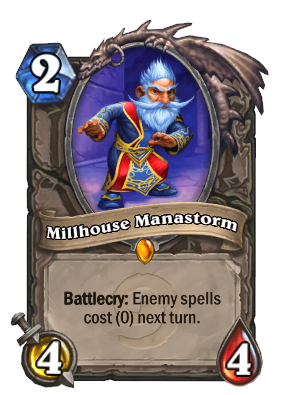 2
Millhouse Manastorm
Battlecry: Enemy spells
cost (0) next turn.
4 4